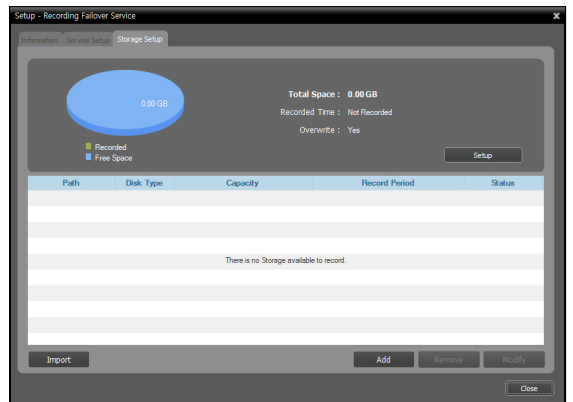 Setup - Recording Failover Service
x
Information Service Setup Storage Setup
0.00 GB
Total Space : 0.00 GB
Recorded Time : Not Recorded
Overwrite : Yes
Recorded
Free Space
Setup
Path Disk Type Capacity Record Period Status
There is no Storage available to record.
Import Add Remove Modify
Close